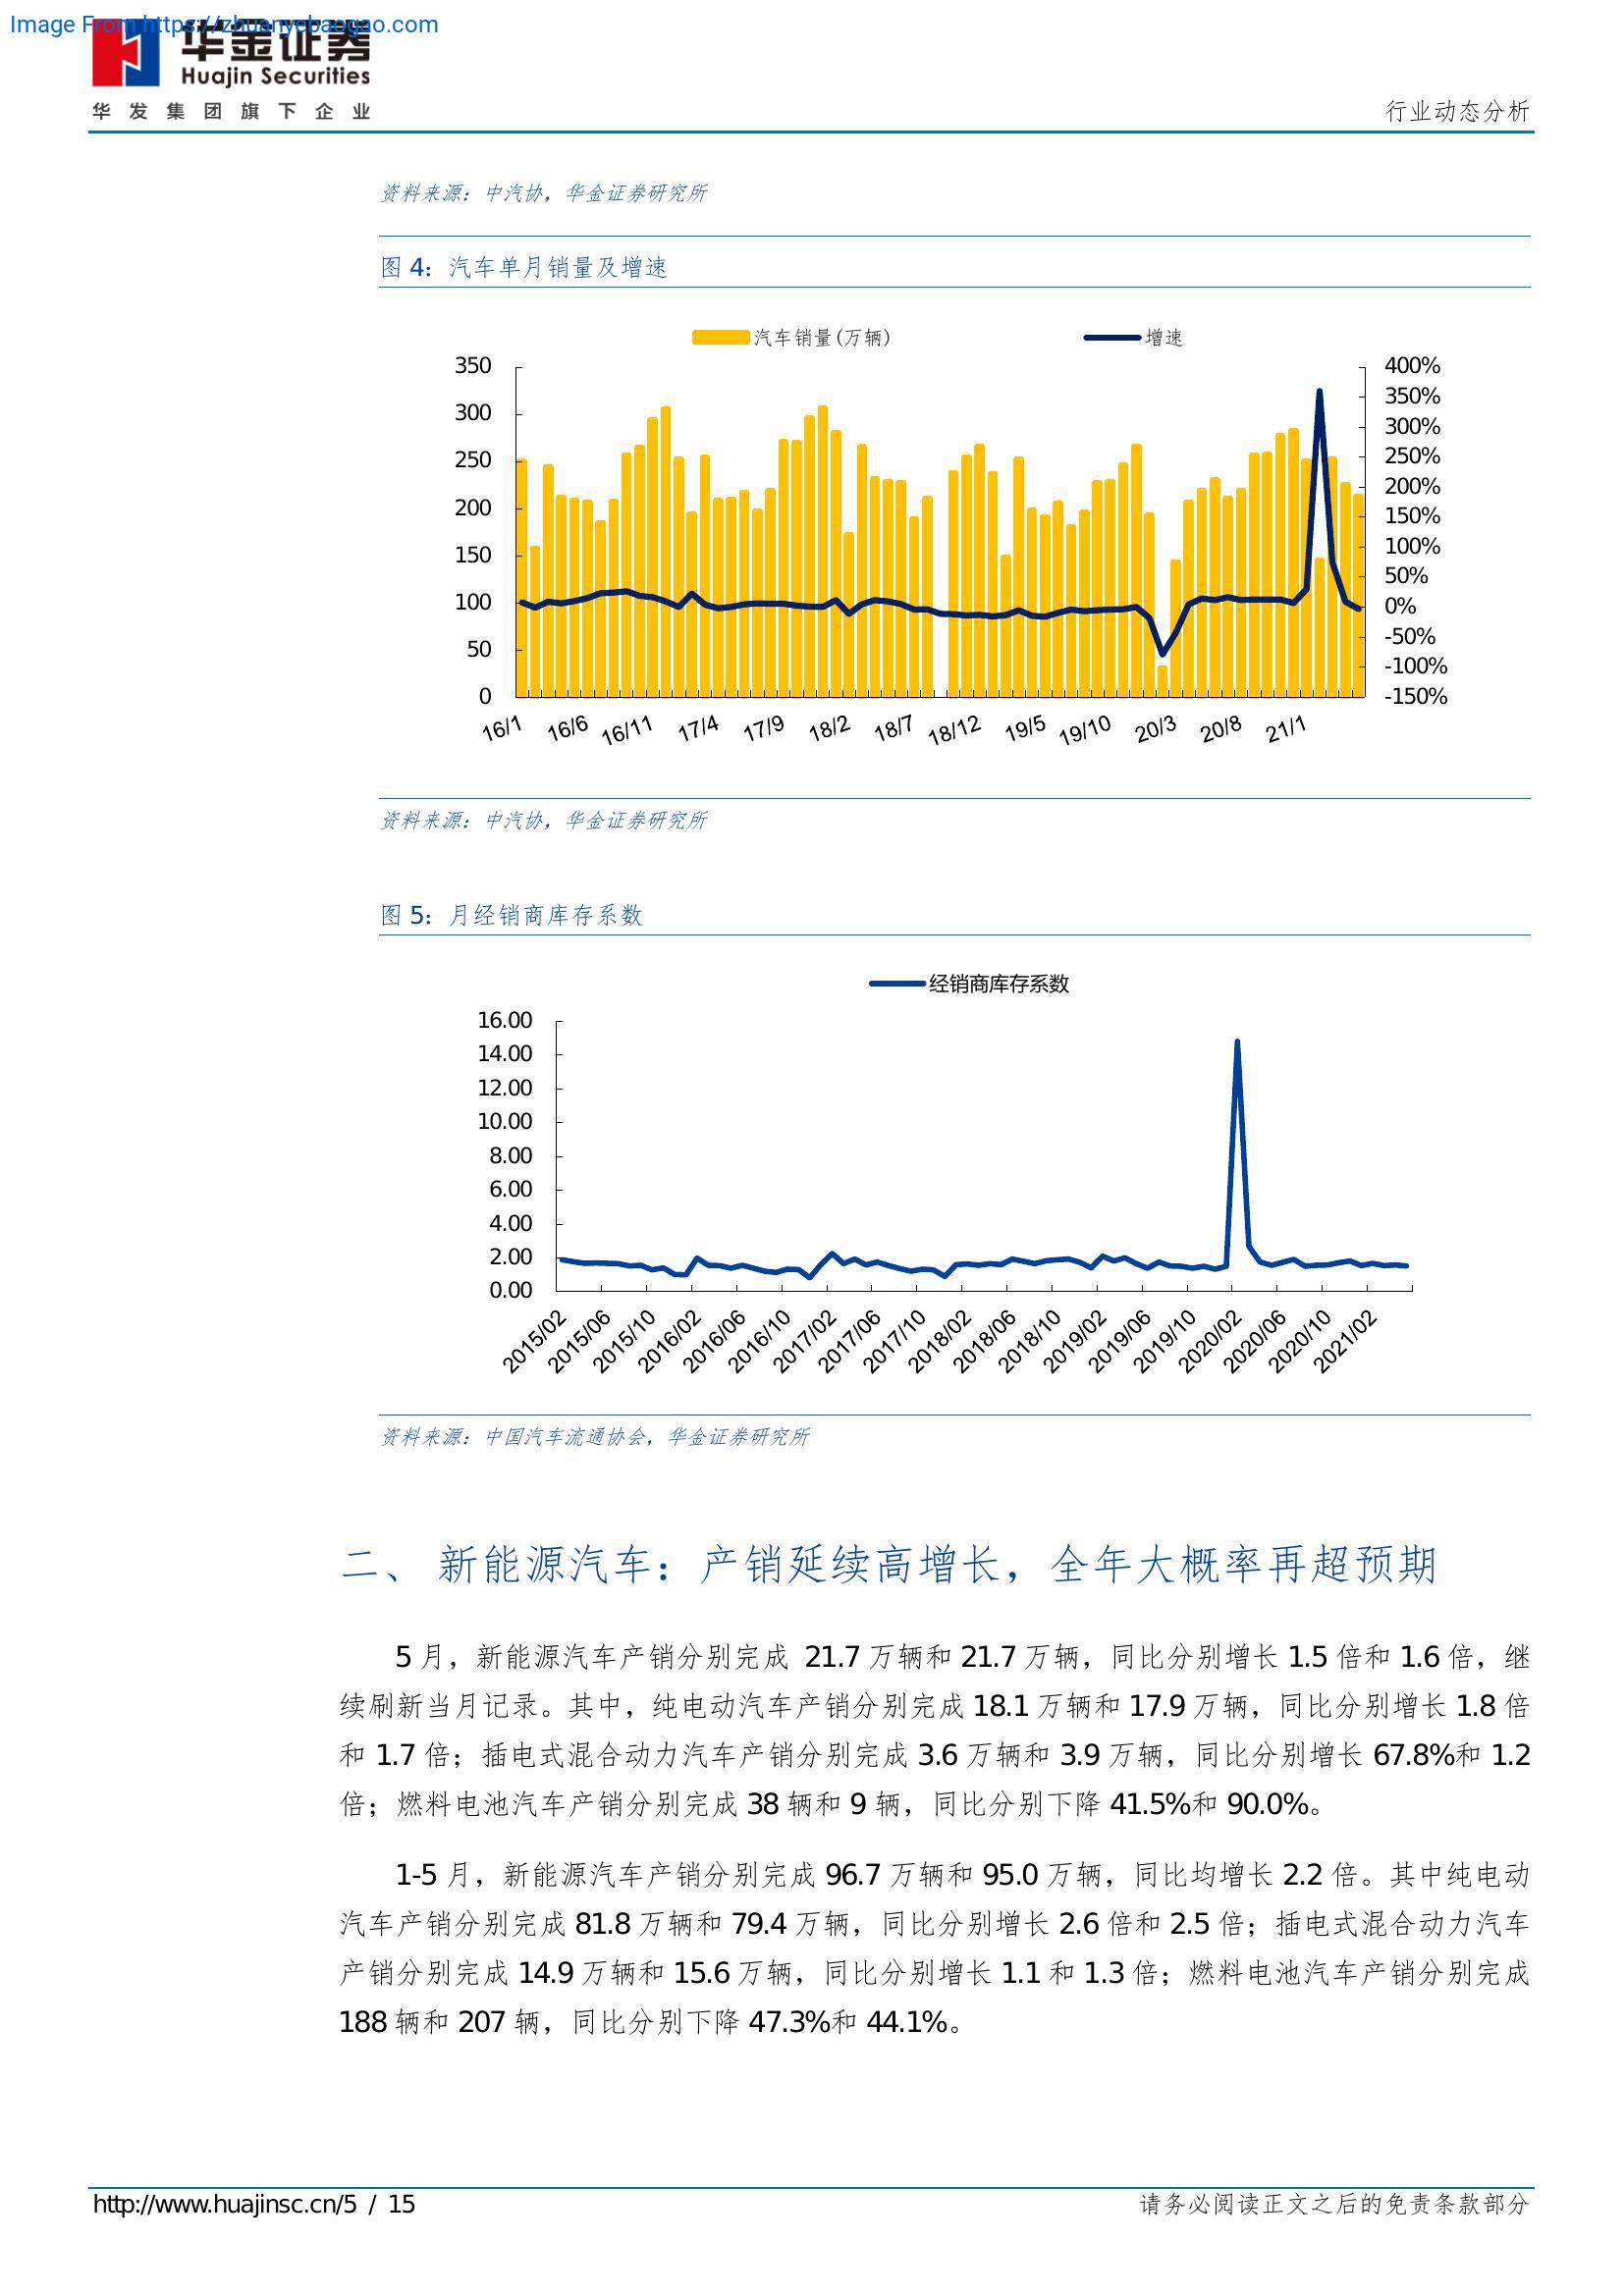 Image From https://zhuanyebaogao.com
华金证券
Huajin Securities
华发集团旗下企业
行业动态分析
资料来源：中汽协，华金证券研究所
图 4：汽车单月销量及增速
汽车销量(万辆) 增速
350 400%
350%
300 300%
250 250%
200 200%
150%
150 100%
50%
100 0%
50 -50%
-100%
0 -150%
16/1 16/6 16/11 17/4 17/9 18/2 18/7 18/12 19/5 19/10 20/3 20/8 21/1
资料来源：中汽协，华金证券研究所
图 5：月经销商库存系数
经销商库存系数
16.00
14.00
12.00
10.00
8.00
6.00
4.00
2.00
0.00
2015/02 2015/06 2015/10 2016/02 2016/06 2016/10 2017/02 2017/06 2017/10 2018/02 2018/06 2018/10 2019/02 2019/06 2019/10 2020/02 2020/06 2020/10 2021/02
资料来源：中国汽车流通协会，华金证券研究所
二、 新能源汽车：产销延续高增长，全年大概率再超预期
5 月，新能源汽车产销分别完成 21.7 万辆和 21.7 万辆，同比分别增长 1.5 倍和 1.6 倍，继
续刷新当月记录。其中，纯电动汽车产销分别完成 18.1 万辆和 17.9 万辆，同比分别增长 1.8 倍
和 1.7 倍；插电式混合动力汽车产销分别完成 3.6 万辆和 3.9 万辆，同比分别增长 67.8%和 1.2
倍；燃料电池汽车产销分别完成 38 辆和 9 辆，同比分别下降 41.5%和 90.0%。
1-5 月，新能源汽车产销分别完成 96.7 万辆和 95.0 万辆，同比均增长 2.2 倍。其中纯电动
汽车产销分别完成 81.8 万辆和 79.4 万辆，同比分别增长 2.6 倍和 2.5 倍；插电式混合动力汽车
产销分别完成 14.9 万辆和 15.6 万辆，同比分别增长 1.1 和 1.3 倍；燃料电池汽车产销分别完成
188 辆和 207 辆，同比分别下降 47.3%和 44.1%。
http://www.huajinsc.cn/5 / 15
请务必阅读正文之后的免责条款部分